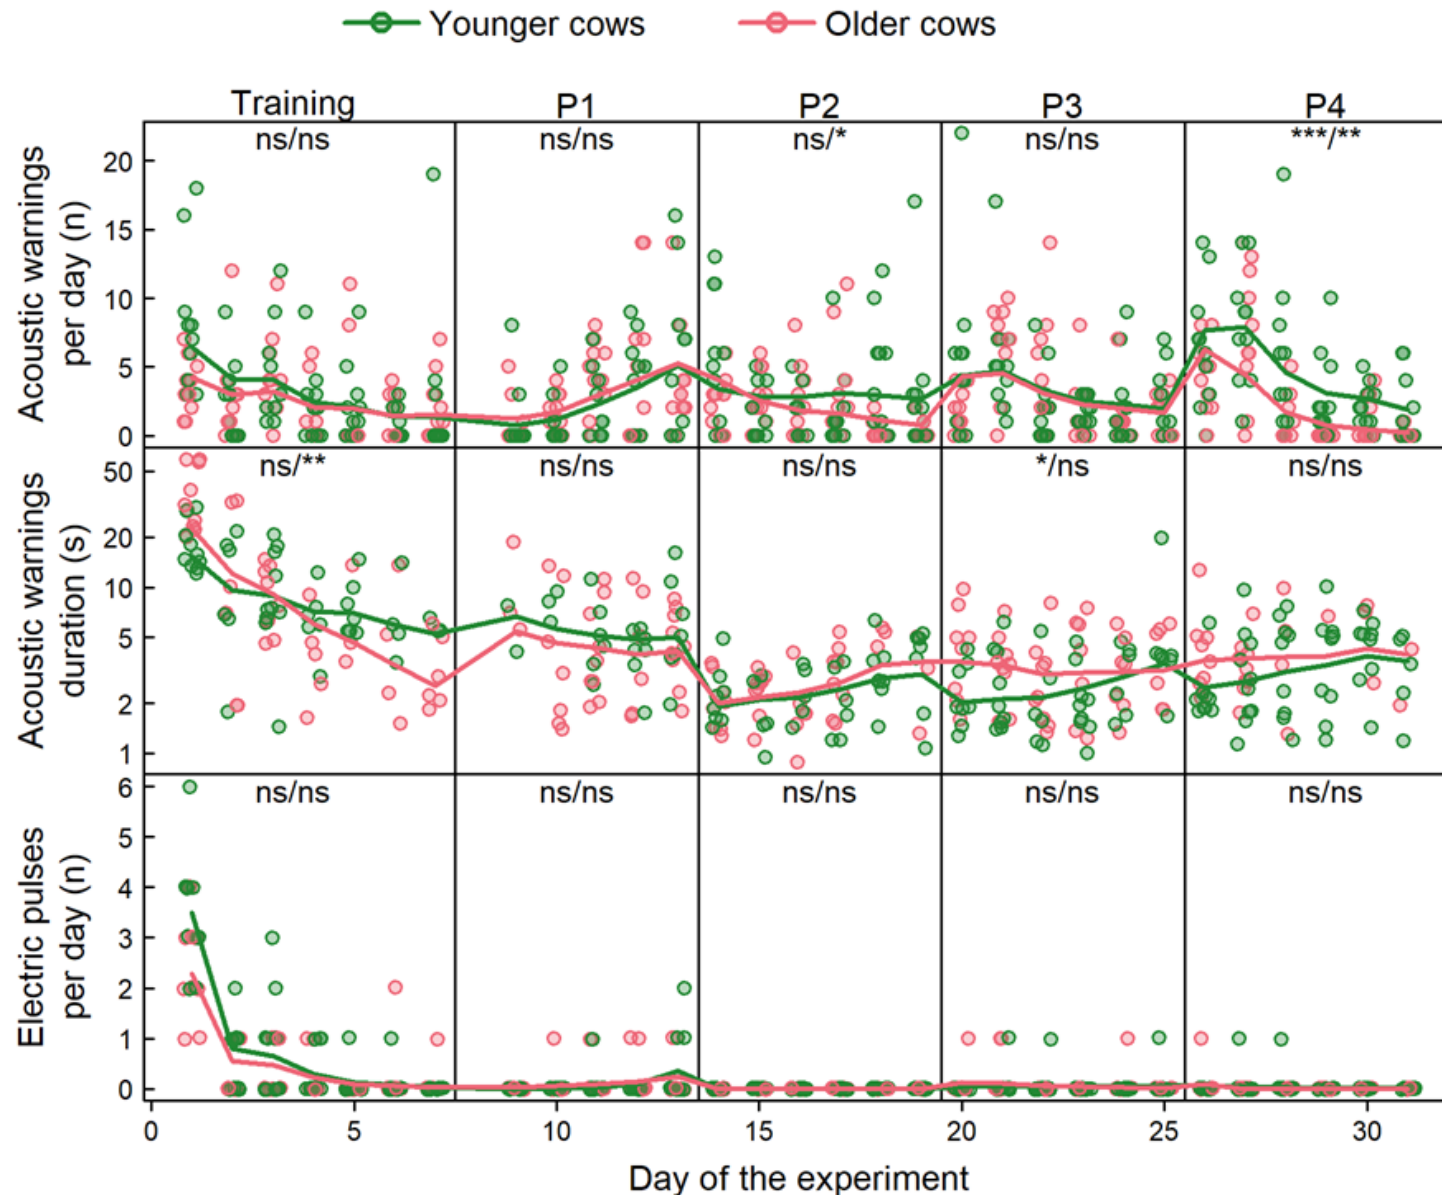 Younger cows Older cows
Training P1 P2 P3 P4
Acoustic warnings
per day (n)
20
15
10
5
0
ns/ns ns/ns ns/* ns/ns ***/**
Acoustic warnings
duration (s)
50
20
10
5
2
1
ns/** ns/ns ns/ns */ns ns/ns
Electric pulses
per day (n)
6
5
4
3
2
1
0
ns/ns ns/ns ns/ns ns/ns ns/ns
0 5 10 15 20 25 30
Day of the experiment